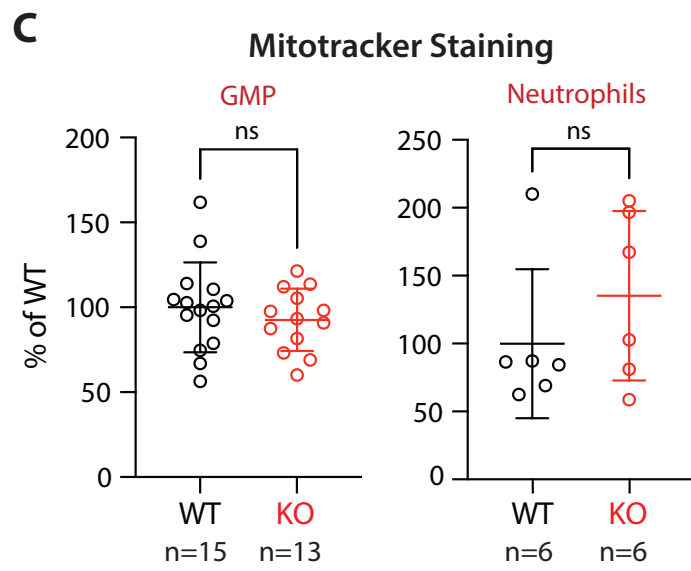 C
Mitotracker Staining
GMP
Neutrophils
% of WT
200
150
100
50
0
ns
WT
KO
n=15
n=13
250
200
150
100
50
0
ns
WT
KO
n=6
n=6